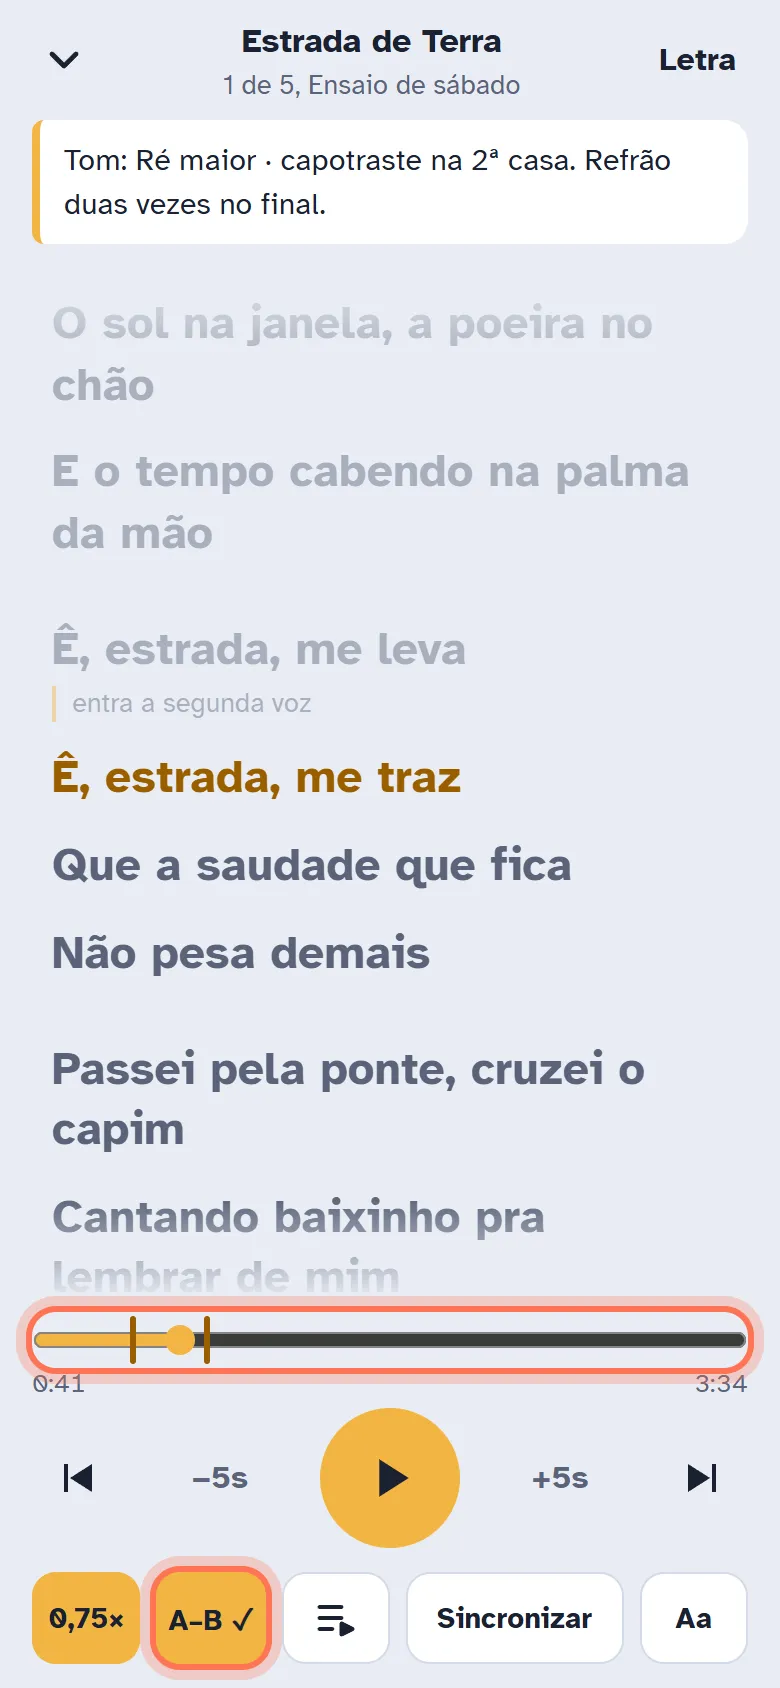 Estrada de Terra
1 de 5, Ensaio de sábado
Letra
Tom: Ré maior · capotraste na 2ª casa. Refrão
duas vezes no final.
O sol na janela, a poeira no
chão
E o tempo cabendo na palma
da mão
Ê, estrada, me leva
entra a segunda voz
Ê, estrada, me traz
Que a saudade que fica
Não pesa demais
Passei pela ponte, cruzei o
capim
Cantando baixinho pra
lembrar de mim
0:41
3:34
−5s
+5s
0,75×
A–B ✓
Sincronizar
Aa